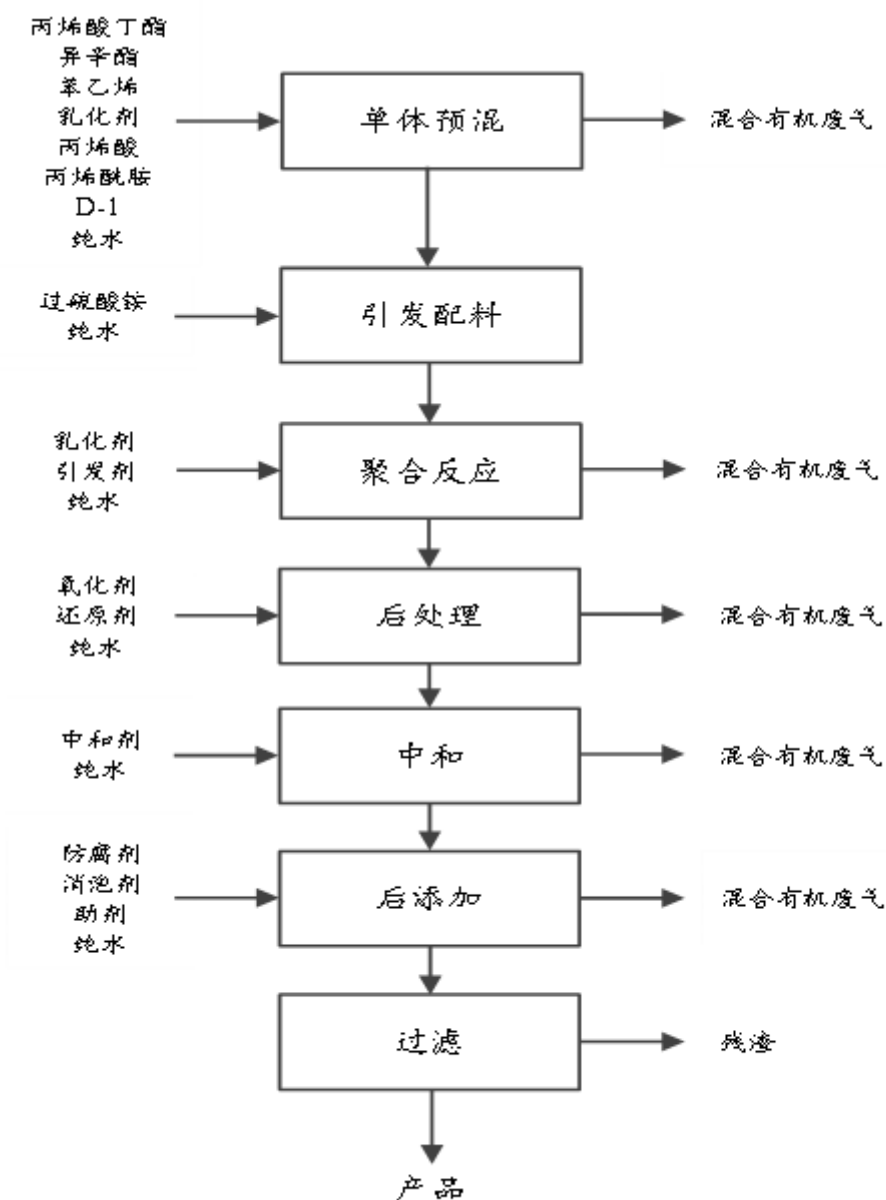 丙烯酸丁酯
异辛酯
苯乙烯
乳化剂
丙烯酸
丙烯酰胺
D-1
纯水
单体预混
混合有机废气
过硫酸铵
纯水
引发配料
乳化剂
引发剂
纯水
聚合反应
混合有机废气
氧化剂
还原剂
纯水
后处理
混合有机废气
中和剂
纯水
中和
混合有机废气
防腐剂
消泡剂
助剂
纯水
后添加
混合有机废气
过滤
残渣
产品